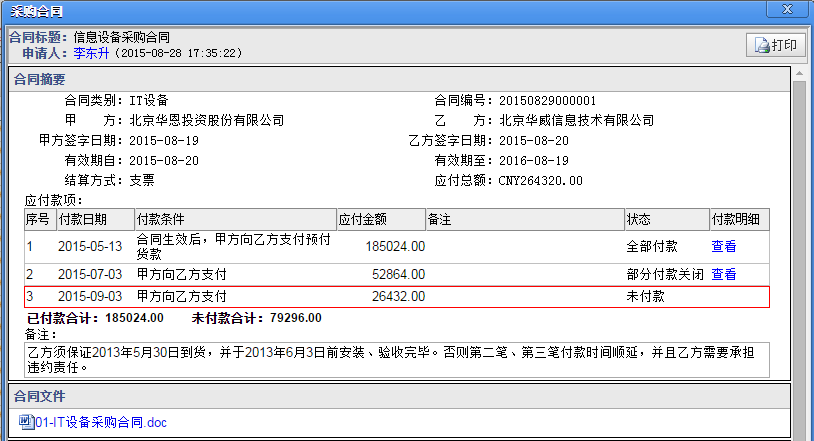 采购合同
合同标题：信息设备采购合同
申请人：李东升（2015-08-28 17:35:22）
打印
合同摘要
合同类别：IT设备 合同编号：20150829000001
甲 方：北京华恩投资股份有限公司 乙 方：北京华威信息技术有限公司
甲方签字日期：2015-08-19 乙方签字日期：2015-08-20
有效期自：2015-08-20 有效期至：2016-08-19
结算方式：支票 应付总额：CNY264320.00
应付款项：
序号 付款日期 付款条件 应付金额 备注 状态 付款明细
1 2015-05-13 合同生效后，甲方向乙方支付预付货款 185024.00 全部付款 查看
2 2015-07-03 甲方向乙方支付 52864.00 部分付款关闭 查看
3 2015-09-03 甲方向乙方支付 26432.00 未付款
已付款合计：185024.00 未付款合计：79296.00
备注：
乙方须保证2013年5月30日到货，并于2013年6月3日前安装、验收完毕。否则第二笔、第三笔付款时间顺延，并且乙方需要承担
违约责任。
合同文件
01-IT设备采购合同.doc